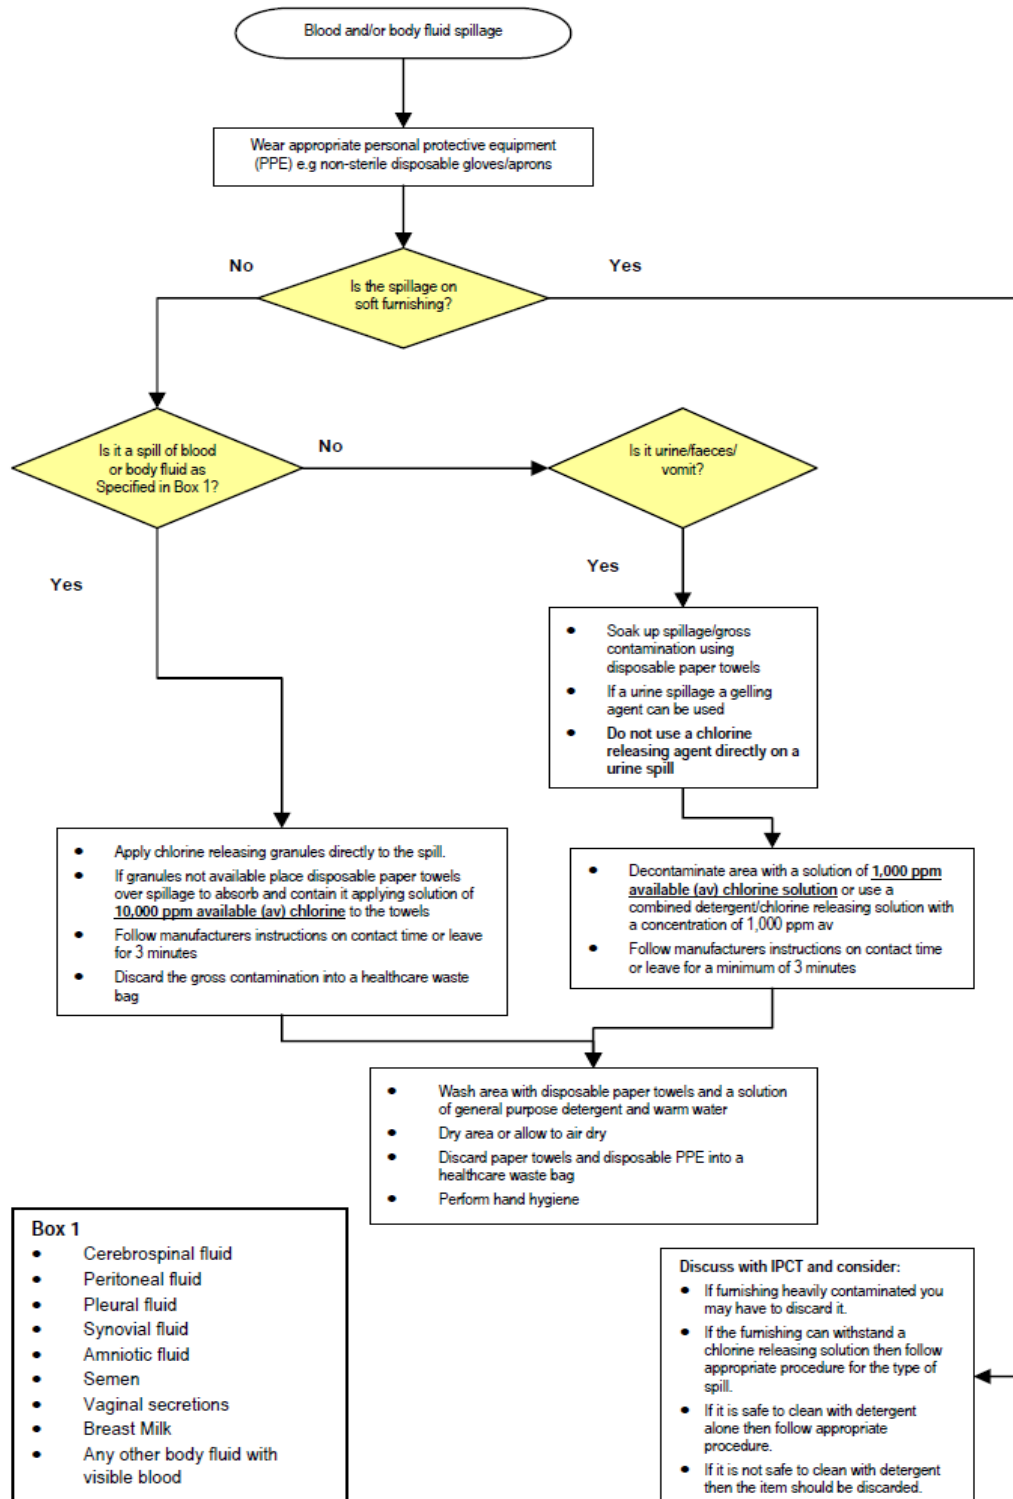 Blood and/or body fluid spillage
Wear appropriate personal protective equipment
(PPE) e.g non-sterile disposable gloves/aprons
No
Yes
Is the spillage on
soft furnishing?
Is it a spill of blood
or body fluid as
Specified in Box 1?
No
Is it urine/faeces/
vomit?
Yes
Yes
• Soak up spillage/gross
contamination using
disposable paper towels
• If a urine spillage a gelling
agent can be used
• Do not use a chlorine
releasing agent directly on a
urine spill
• Apply chlorine releasing granules directly to the spill.
• If granules not available place disposable paper towels
over spillage to absorb and contain it applying solution of
10,000 ppm available (av) chlorine to the towels
• Follow manufacturers instructions on contact time or leave
for 3 minutes
• Discard the gross contamination into a healthcare waste
bag
• Decontaminate area with a solution of 1,000 ppm
available (av) chlorine solution or use a
combined detergent/chlorine releasing solution with
a concentration of 1,000 ppm av
• Follow manufacturers instructions on contact time
or leave for a minimum of 3 minutes
• Wash area with disposable paper towels and a solution
of general purpose detergent and warm water
• Dry area or allow to air dry
• Discard paper towels and disposable PPE into a
healthcare waste bag
• Perform hand hygiene
Box 1
• Cerebrospinal fluid
• Peritoneal fluid
• Pleural fluid
• Synovial fluid
• Amniotic fluid
• Semen
• Vaginal secretions
• Breast Milk
• Any other body fluid with
visible blood
Discuss with IPCT and consider:
• If furnishing heavily contaminated you
may have to discard it.
• If the furnishing can withstand a
chlorine releasing solution then follow
appropriate procedure for the type of
spill.
• If it is safe to clean with detergent
alone then follow appropriate
procedure.
• If it is not safe to clean with detergent
then the item should be discarded.